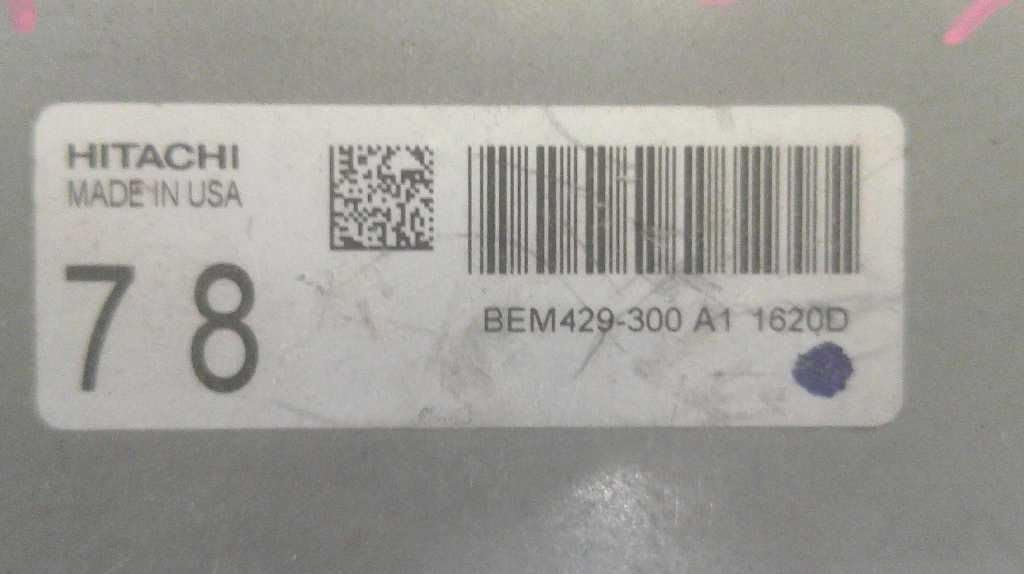 HITACHI
MADE IN USA
7 8
BEM429-300 A1 1620D